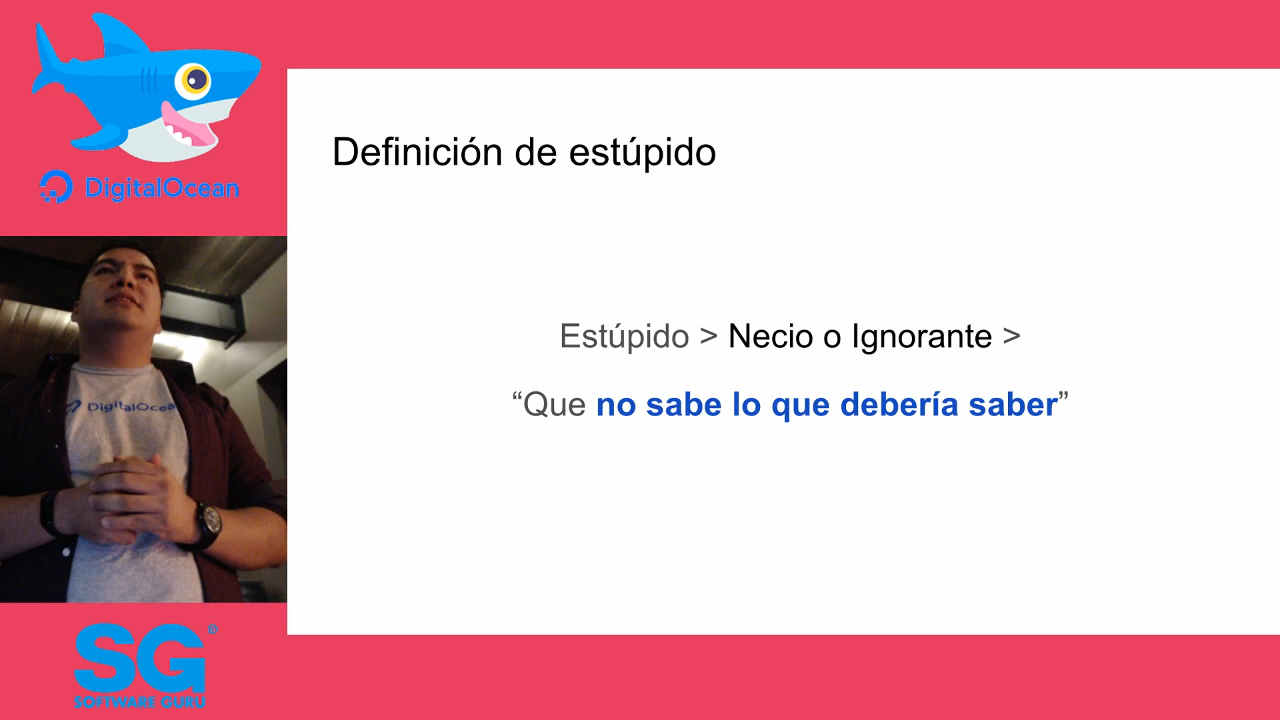 DigitalOcean
Definición de estúpido
Estúpido > Necio o Ignorante >
“Que no sabe lo que debería saber”
DigitalOcean
SG©
SOFTWARE GURU